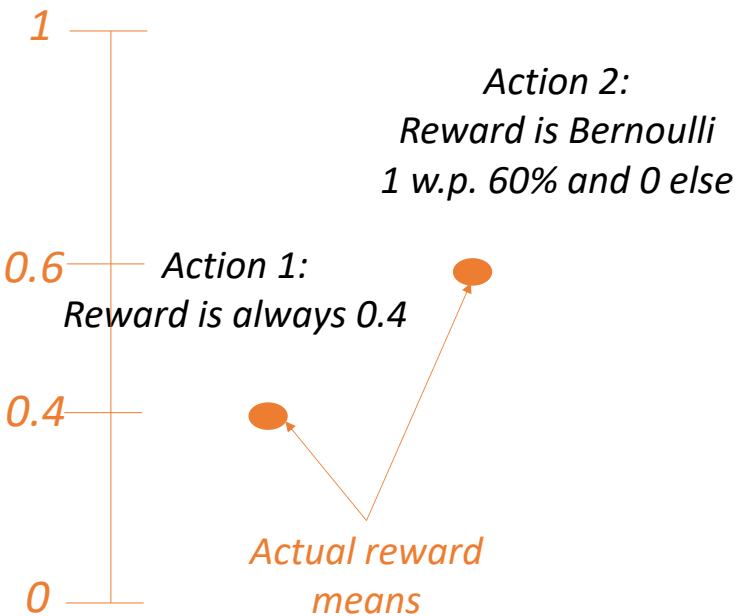 1
Action 2:
Reward is Bernoulli
1 w.p. 60% and 0 else
0.6
Action 1:
Reward is always 0.4
0.4
Actual reward
means
0